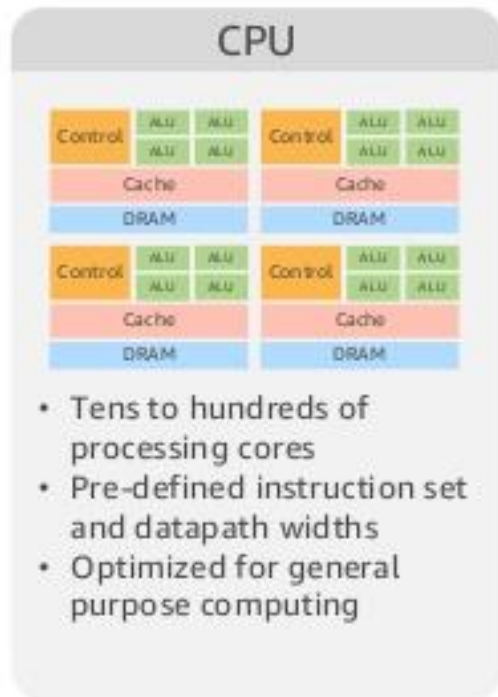 CPU
Control ALU ALU Control ALU ALU
ALU ALU ALU ALU
Cache Cache
DRAM DRAM
Control ALU ALU Control ALU ALU
ALU ALU ALU ALU
Cache Cache
DRAM DRAM
• Tens to hundreds of
processing cores
• Pre-defined instruction set
and datapath widths
• Optimized for general
purpose computing